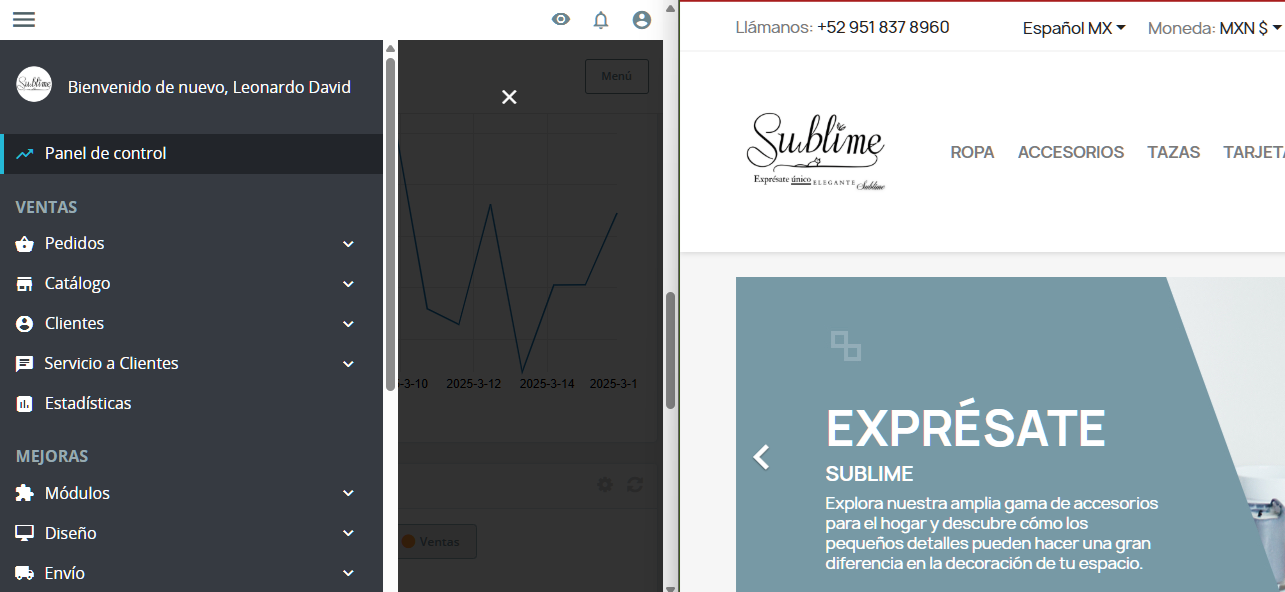 Sublime
Bienvenido de nuevo, Leonardo David
Panel de control
VENTAS
Pedidos
Catálogo
Clientes
Servicio a Clientes
Estadísticas
MEJORAS
Módulos
Diseño
Envío
Menú
-3-10 2025-3-12 2025-3-14 2025-3-1
Ventas
Llámanos: +52 951 837 8960 Español MX Moneda: MXN $
Sublime
Exprésate único ELEGANTE Sublime
ROPA ACCESORIOS TAZAS TARJETA
EXPRÉSATE
SUBLIME
Explora nuestra amplia gama de accesorios
para el hogar y descubre cómo los
pequeños detalles pueden hacer una gran
diferencia en la decoración de tu espacio.